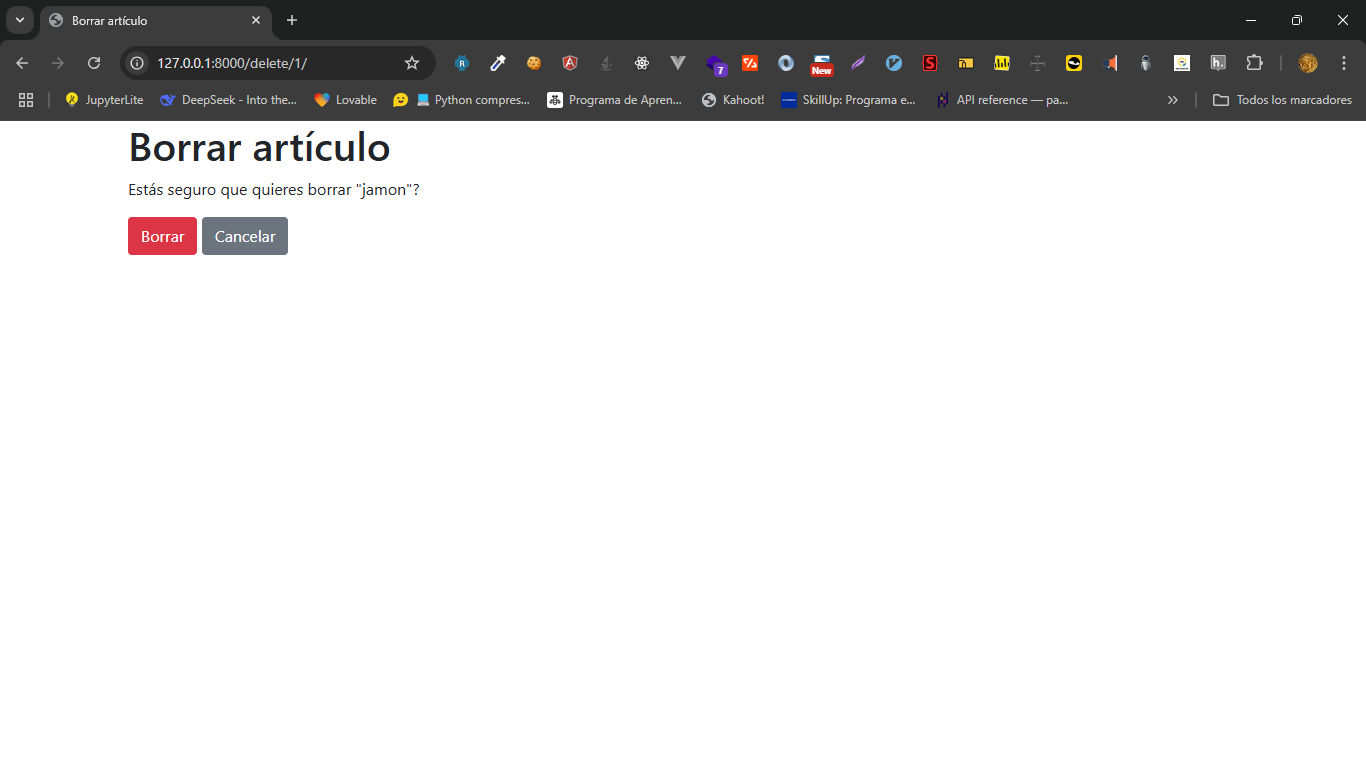 Borrar artículo
127.0.0.1:8000/delete/1/
7
New
h.
JupyterLite
DeepSeek - Into the...
Lovable
Python compres...
Programa de Apren...
Kahoot!
SkillUp: Programa e...
API reference — pa...
Todos los marcadores
Borrar artículo
Estás seguro que quieres borrar "jamon"?
Borrar Cancelar